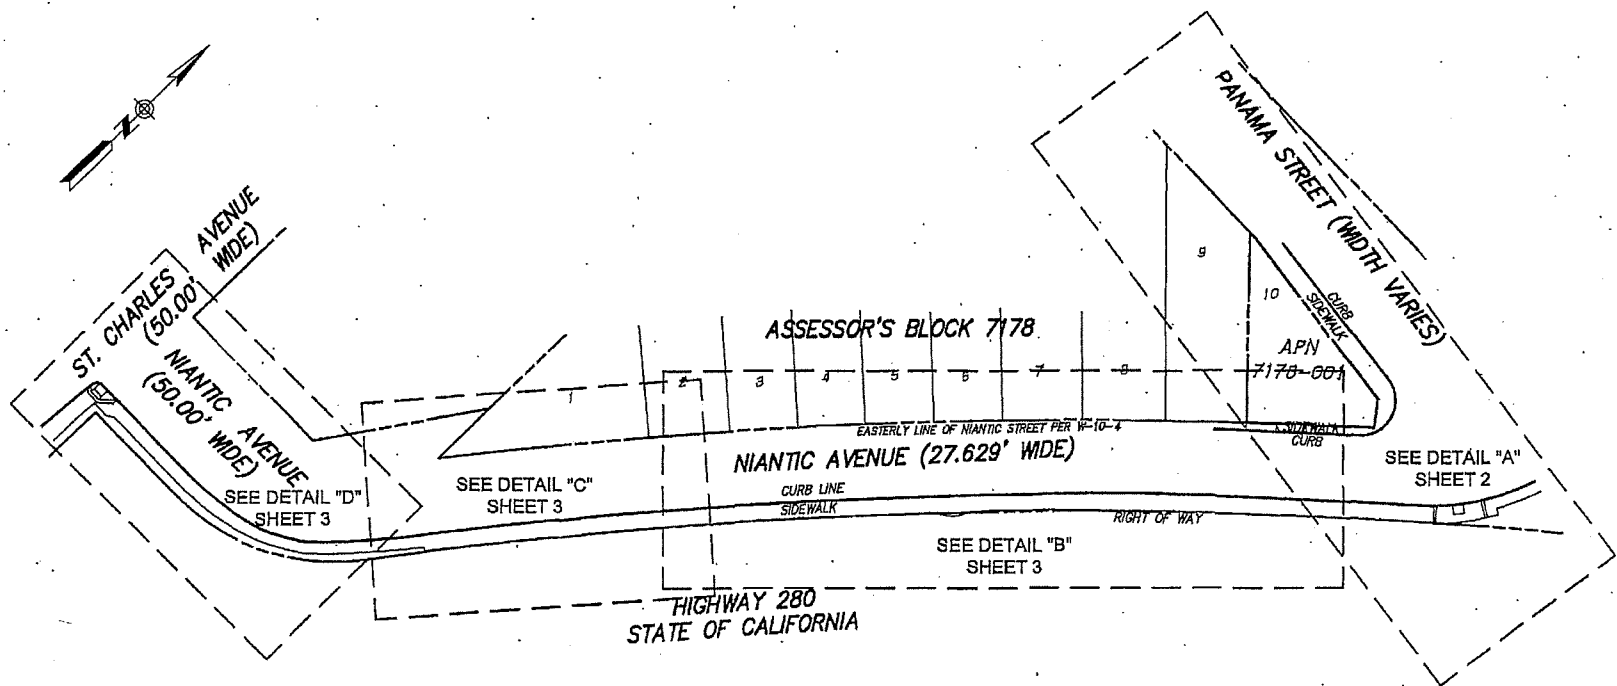 N
ST. CHARLES AVENUE
(50.00' WIDE)
NIANTIC AVENUE
(50.00' WIDE)
PANAMA STREET (WIDTH VARIES)
CURB
SIDEWALK
ASSESSOR'S BLOCK 7178
1
2
3
4
5
6
7
8
9
10
APN
7178-001
EASTERLY LINE OF NIANTIC STREET PER W-10-4
SIDEWALK
CURB
NIANTIC AVENUE (27.629' WIDE)
SEE DETAIL "A"
SHEET 2
SEE DETAIL "D"
SHEET 3
SEE DETAIL "C"
SHEET 3
CURB LINE
SIDEWALK
RIGHT OF WAY
SEE DETAIL "B"
SHEET 3
HIGHWAY 280
STATE OF CALIFORNIA